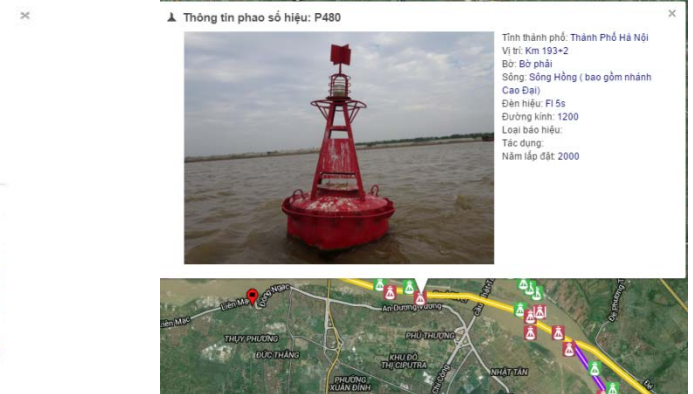 Thông tin phao số hiệu: P480
Tỉnh thành phố: Thành Phố Hà Nội
Vị trí: Km 193+2
Bờ: Bờ phải
Sông: Sông Hồng ( bao gồm nhánh
Cao Đại)
Đèn hiệu: Fl 5s
Đường kính: 1200
Loại báo hiệu:
Tác dụng:
Năm lắp đặt: 2000
Liên Mạc
Đông Ngạc
An Dương Vương
THỤY PHƯƠNG
ĐỨC THẮNG
PHÚ THƯỢNG
KHU ĐÔ
THỊ CIPUTRA
NHẬT TÂN
PHƯỜNG
XUÂN ĐỈNH